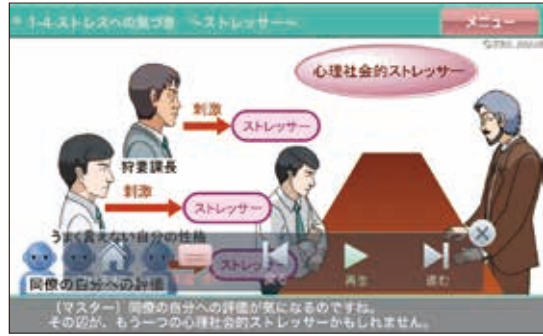 1-4-ストレスへの気づき ～ストレッサー～
メニュー
心理社会的ストレッサー
刺激
ストレッサー
狩妻課長
刺激
ストレッサー
うまく言えない自分の性格
ストレッサー
同僚の自分への評価
再生
進む
(マスター) 同僚の自分への評価が気になるのですね。
その辺が、もう一つの心理社会的ストレッサーかもしれません。